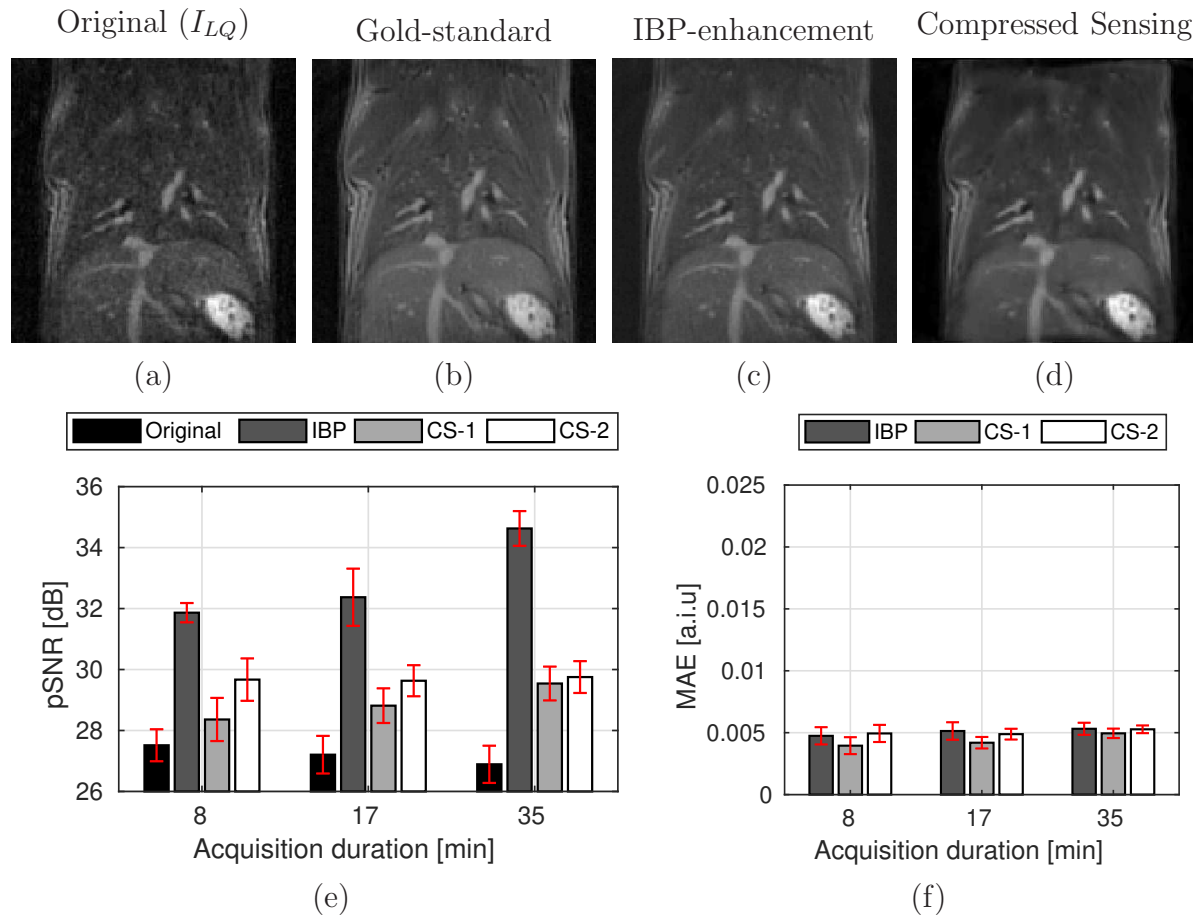 Original (I_LQ)
Gold-standard
IBP-enhancement
Compressed Sensing
(a)
(b)
(c)
(d)
Original IBP CS-1 CS-2
36
34
32
30
28
26
pSNR [dB]
8 17 35
Acquisition duration [min]
(e)
IBP CS-1 CS-2
0.025
0.02
0.015
0.01
0.005
0
MAE [a.i.u]
8 17 35
Acquisition duration [min]
(f)